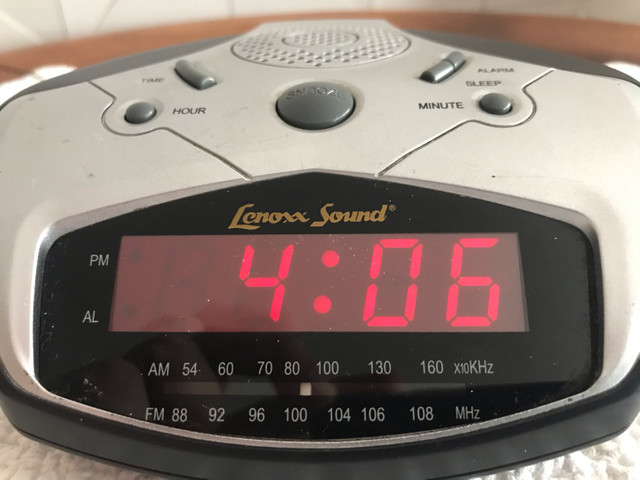 TIME
ALARM
SLEEP
HOUR
SNOOZE
MINUTE
Lenoxx Sound®
PM
4:06
AL
AM 54 60 70 80 100 130 160 X10KHz
FM 88 92 96 100 104 106 108 MHz